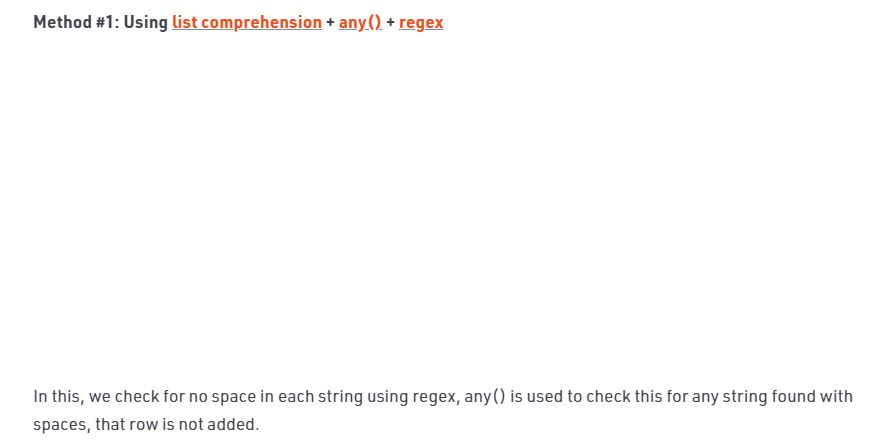 Method #1: Using list comprehension + any() + regex
In this, we check for no space in each string using regex, any() is used to check this for any string found with
spaces, that row is not added.